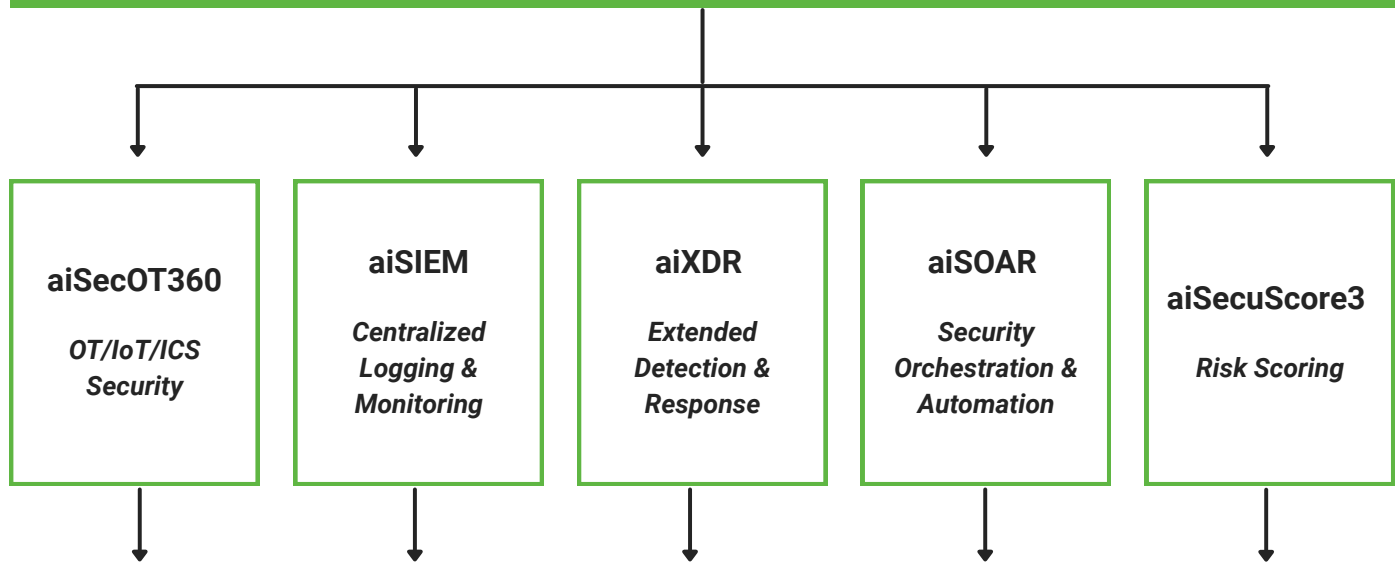 aiSecOT360
OT/IoT/ICS
Security
aiSIEM
Centralized
Logging &
Monitoring
aiXDR
Extended
Detection &
Response
aiSOAR
Security
Orchestration &
Automation
aiSecuScore3
Risk Scoring